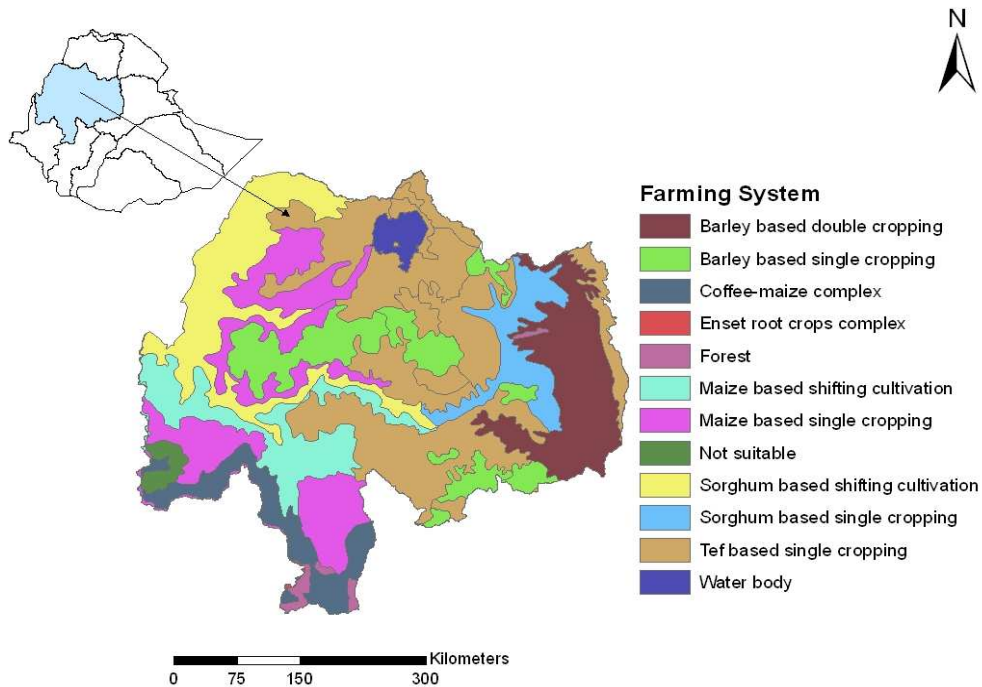 N
Farming System
Barley based double cropping
Barley based single cropping
Coffee-maize complex
Enset root crops complex
Forest
Maize based shifting cultivation
Maize based single cropping
Not suitable
Sorghum based shifting cultivation
Sorghum based single cropping
Tef based single cropping
Water body
Kilometers
0 75 150 300